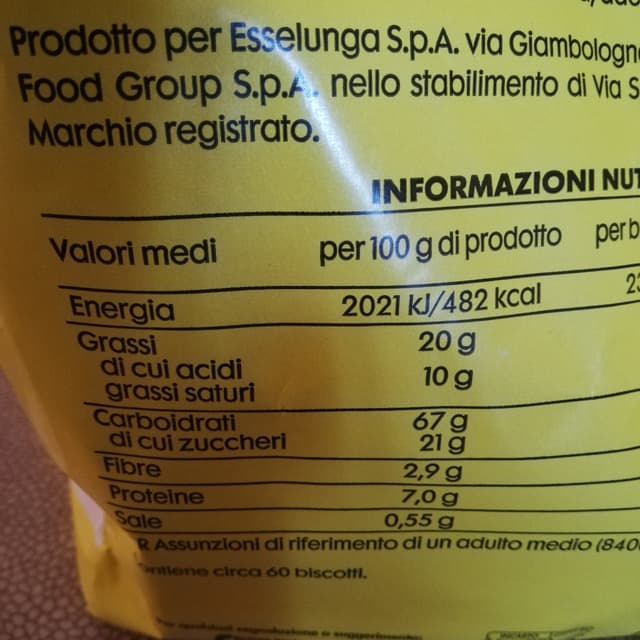 Prodotto per Esselunga S.p.A. via Giambologn
Food Group S.p.A. nello stabilimento di Via S
Marchio registrato.
INFORMAZIONI NUT
Valori medi per 100 g di prodotto per b
Energia 2021 kJ/482 kcal 23
Grassi 20 g
di cui acidi
grassi saturi 10 g
Carboidrati 67 g
di cui zuccheri 21 g
Fibre 2,9 g
Proteine 7,0 g
Sale 0,55 g
R Assunzioni di riferimento di un adulto medio (840
ontiene circa 60 biscotti.